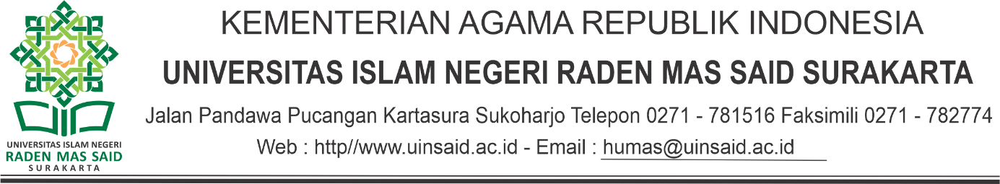 KEMENTERIAN AGAMA REPUBLIK INDONESIA
UNIVERSITAS ISLAM NEGERI RADEN MAS SAID SURAKARTA
Jalan Pandawa Pucangan Kartasura Sukoharjo Telepon 0271 - 781516 Faksimili 0271 - 782774
Web : http//www.uinsaid.ac.id - Email : humas@uinsaid.ac.id
UNIVERSITAS ISLAM NEGERI
RADEN MAS SAID
SURAKARTA